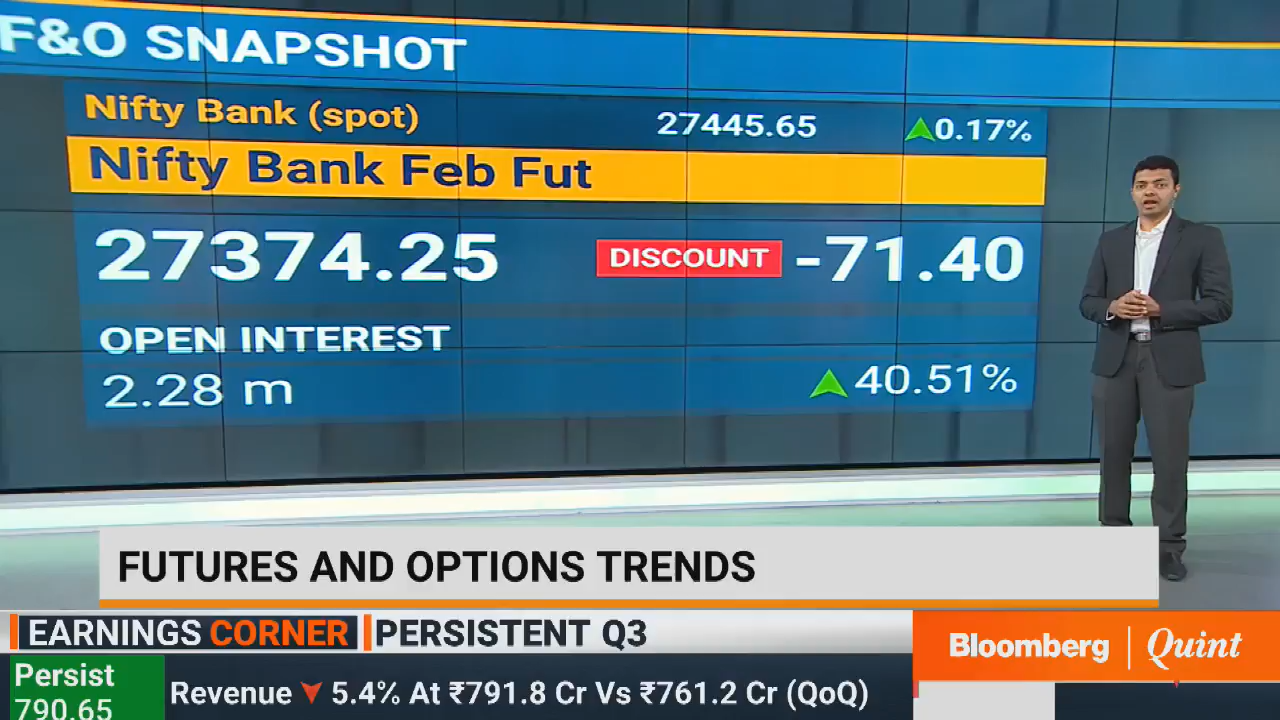 F&O SNAPSHOT
Nifty Bank (spot) 27445.65 ▲0.17%
Nifty Bank Feb Fut
27374.25 DISCOUNT -71.40
OPEN INTEREST
2.28 m ▲40.51%
FUTURES AND OPTIONS TRENDS
EARNINGS CORNER PERSISTENT Q3
Bloomberg | Quint
Persist
790.65
Revenue ▼ 5.4% At ₹791.8 Cr Vs ₹761.2 Cr (QoQ)